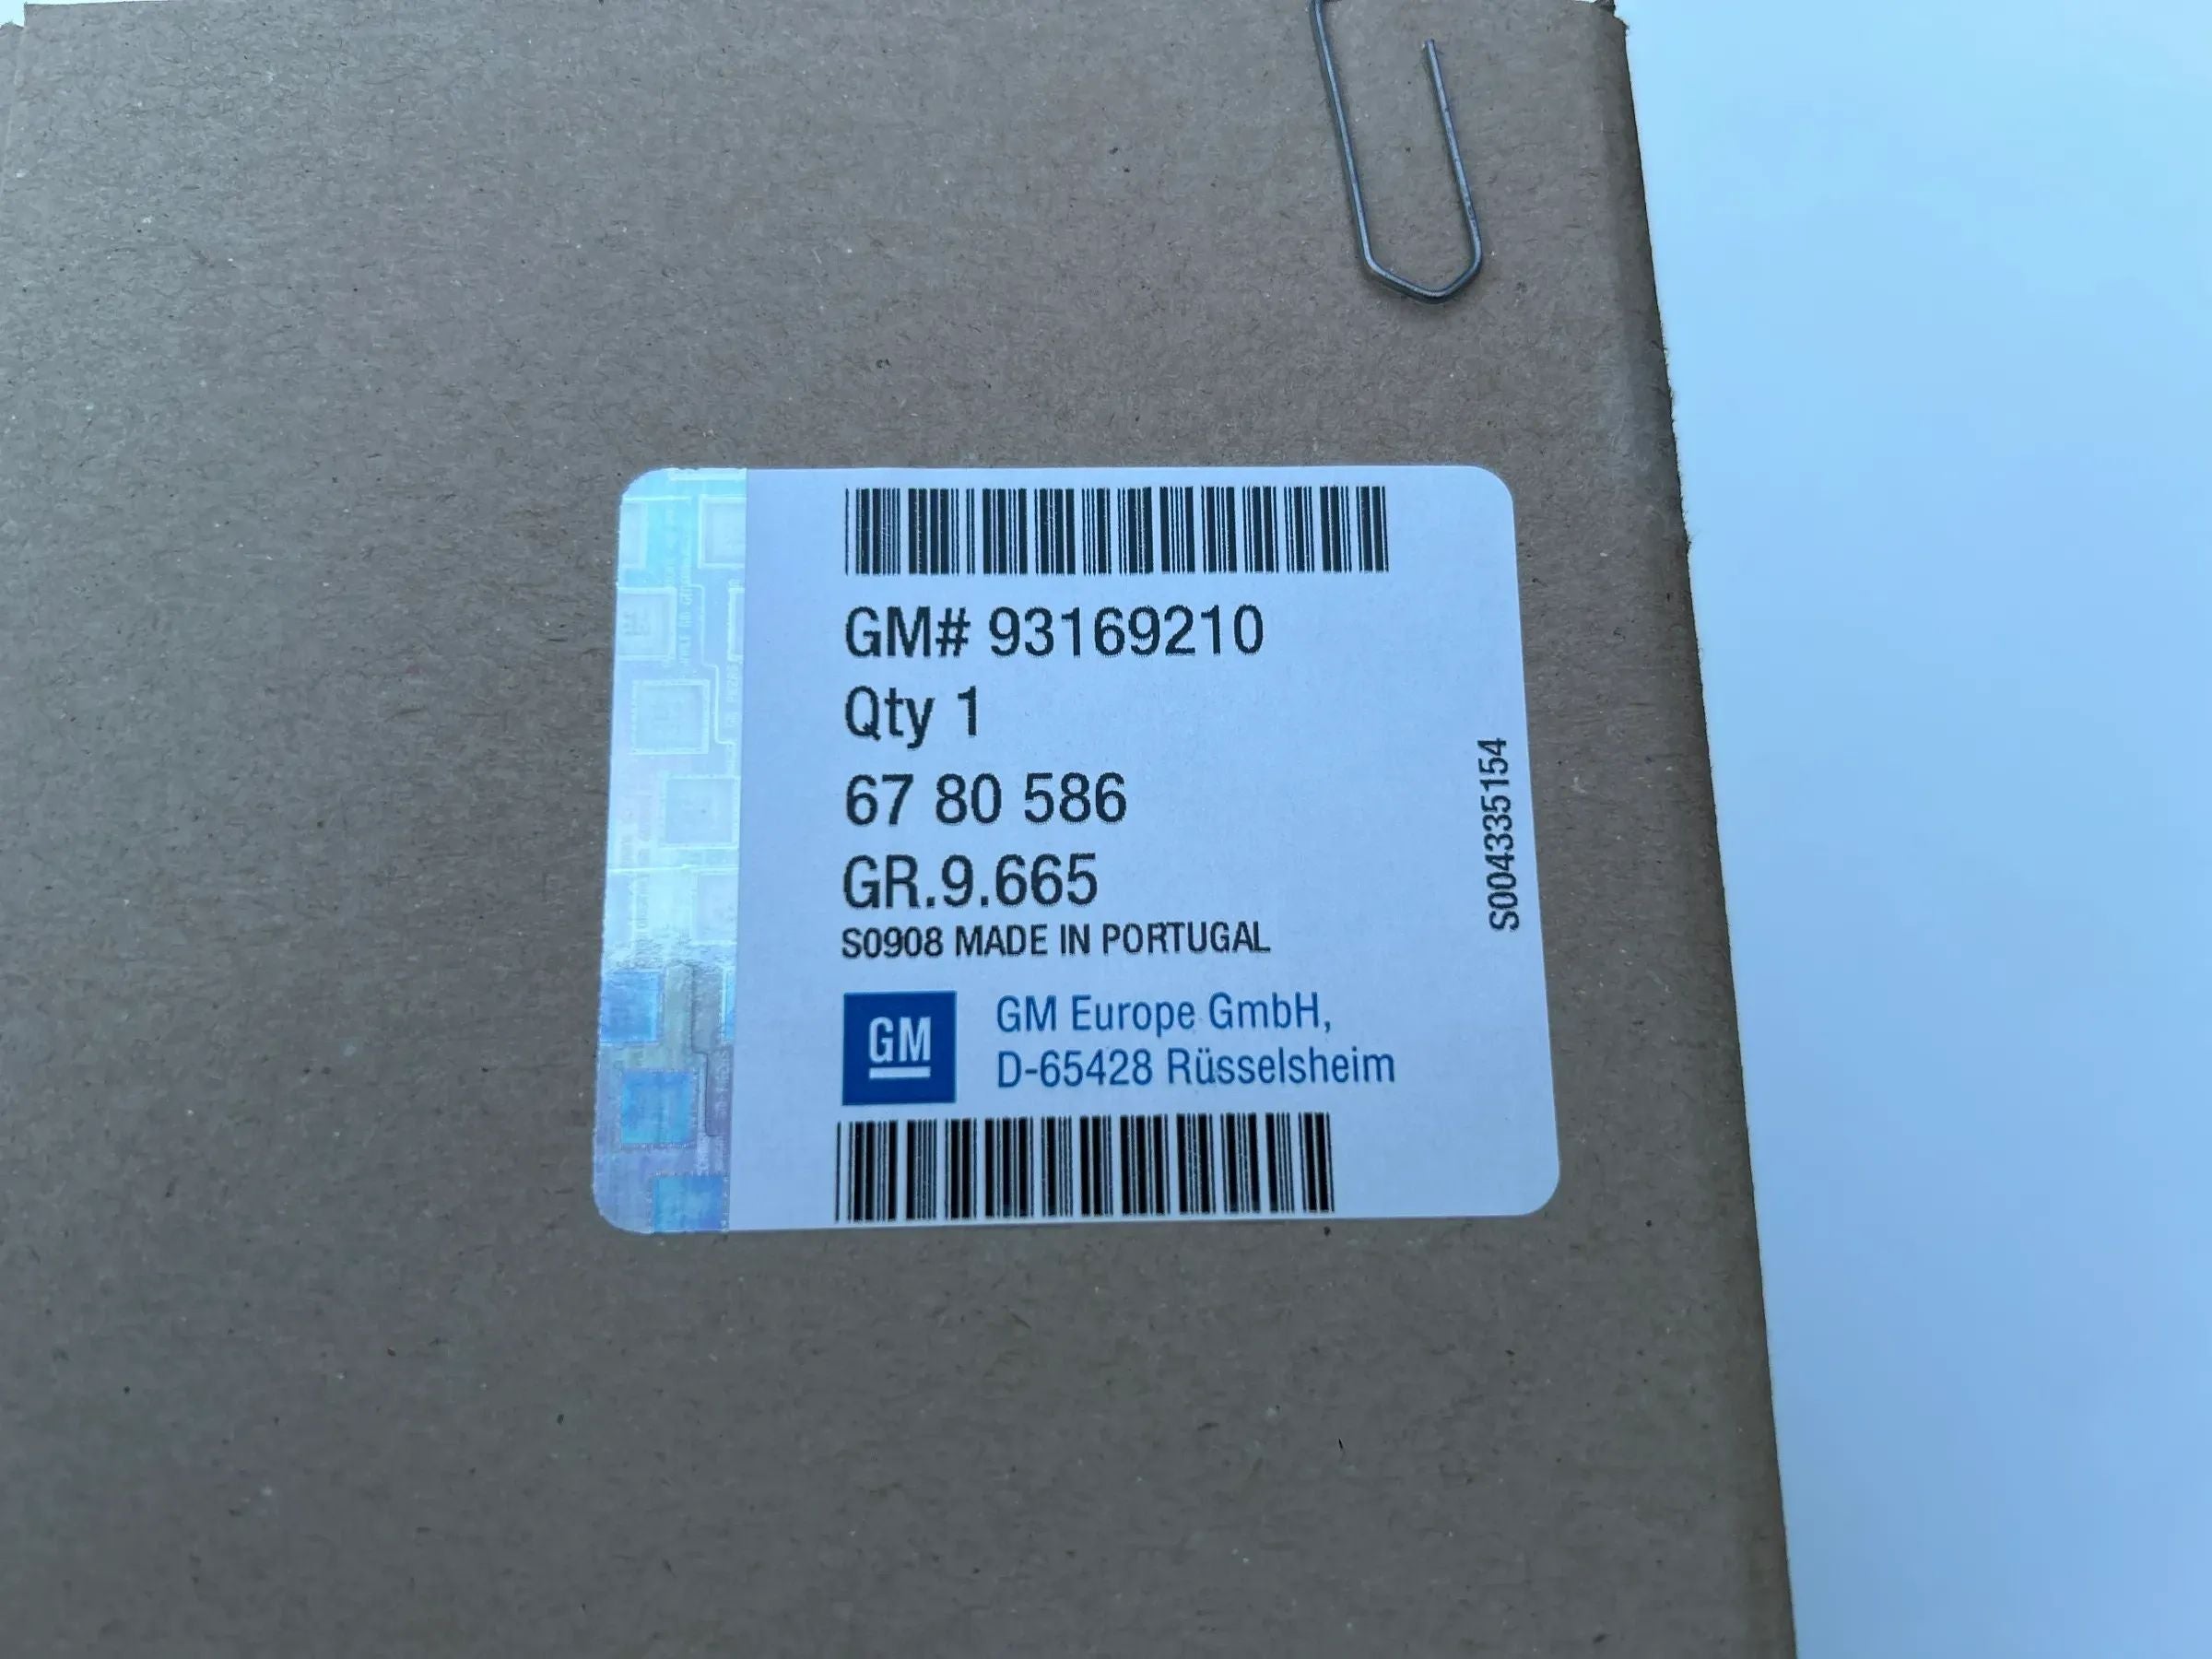 GM# 93169210
Qty 1
67 80 586
GR.9.665
S0908 MADE IN PORTUGAL
GM
GM Europe GmbH,
D-65428 Rüsselsheim
S004335154